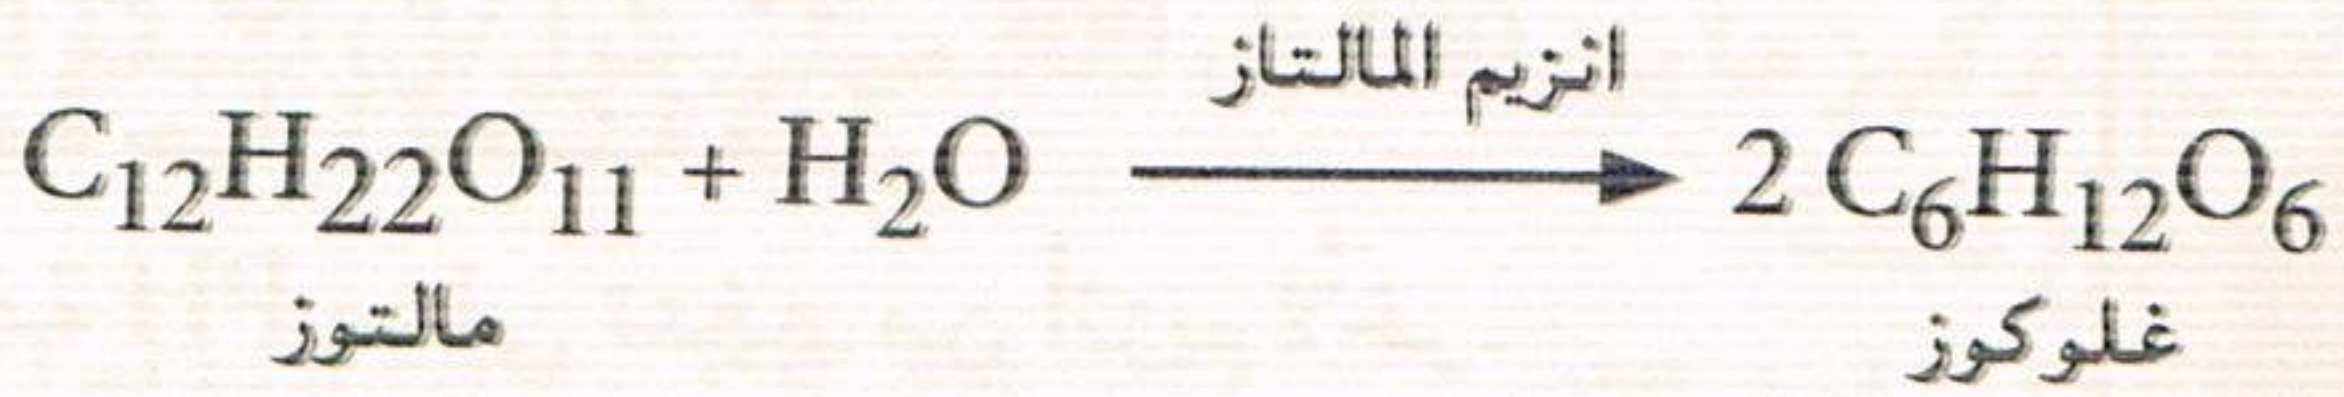 انزيم المالتاز
C₁₂H₂₂O₁₁ + H₂O ⟶ 2 C₆H₁₂O₆
مالتوز غلوكوز